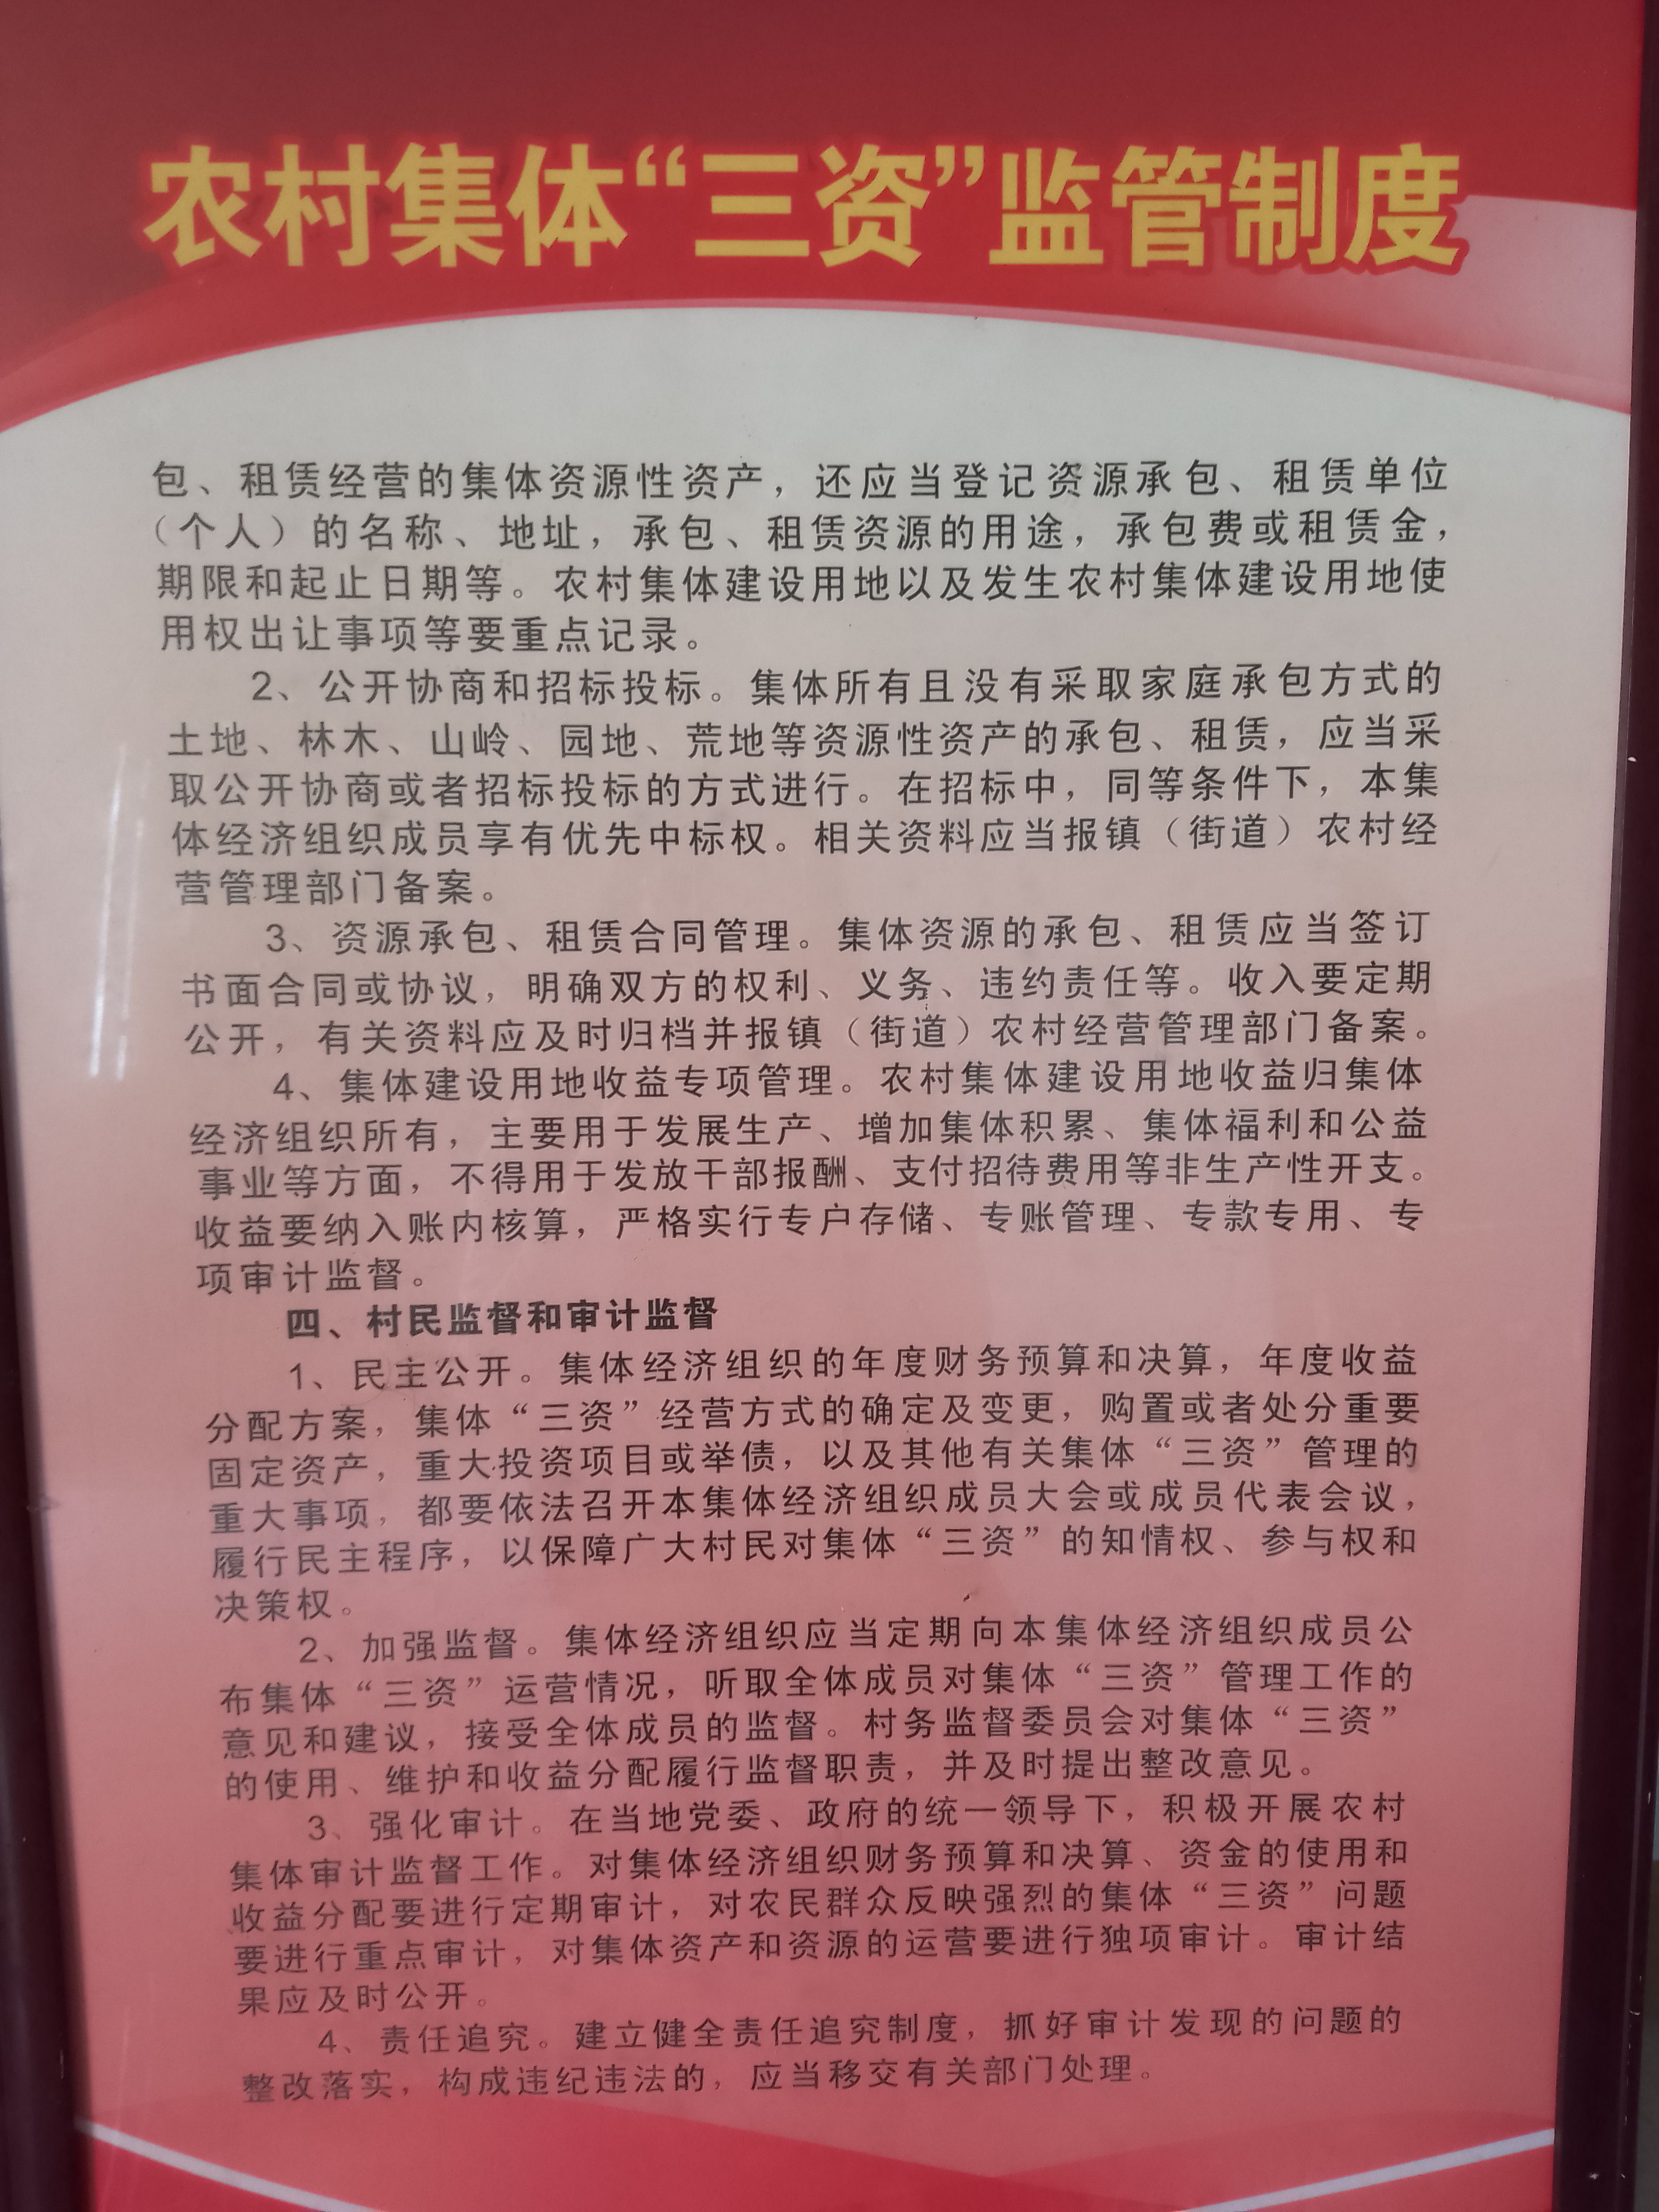 农村集体“三资”监管制度
包、租赁经营的集体资源性资产，还应当登记资源承包、租赁单位
（个人）的名称、地址，承包、租赁资源的用途，承包费或租赁金，
期限和起止日期等。农村集体建设用地以及发生农村集体建设用地使
用权出让事项等要重点记录。
2、公开协商和招标投标。集体所有且没有采取家庭承包方式的
土地、林木、山岭、园地、荒地等资源性资产的承包、租赁，应当采
取公开协商或者招标投标的方式进行。在招标中，同等条件下，本集
体经济组织成员享有优先中标权。相关资料应当报镇（街道）农村经
营管理部门备案。
3、资源承包、租赁合同管理。集体资源的承包、租赁应当签订
书面合同或协议，明确双方的权利、义务、违约责任等。收入要定期
公开，有关资料应及时归档并报镇（街道）农村经营管理部门备案。
4、集体建设用地收益专项管理。农村集体建设用地收益归集体
经济组织所有，主要用于发展生产、增加集体积累、集体福利和公益
事业等方面，不得用于发放干部报酬、支付招待费用等非生产性开支。
收益要纳入账内核算，严格实行专户存储、专账管理、专款专用、专
项审计监督。
四、村民监督和审计监督
1、民主公开。集体经济组织的年度财务预算和决算，年度收益
分配方案，集体“三资”经营方式的确定及变更，购置或者处分重要
固定资产，重大投资项目或举债，以及其他有关集体“三资”管理的
重大事项，都要依法召开本集体经济组织成员大会或成员代表会议，
履行民主程序，以保障广大村民对集体“三资”的知情权、参与权和
决策权。
2、加强监督。集体经济组织应当定期向本集体经济组织成员公
布集体“三资”运营情况，听取全体成员对集体“三资”管理工作的
意见和建议，接受全体成员的监督。村务监督委员会对集体“三资”
的使用、维护和收益分配履行监督职责，并及时提出整改意见。
3、强化审计。在当地党委、政府的统一领导下，积极开展农村
集体审计监督工作。对集体经济组织财务预算和决算、资金的使用和
收益分配要进行定期审计，对农民群众反映强烈的集体“三资”问题
要进行重点审计，对集体资产和资源的运营要进行独项审计。审计结
果应及时公开。
4、责任追究。建立健全责任追究制度，抓好审计发现的问题的
整改落实，构成违纪违法的，应当移交有关部门处理。